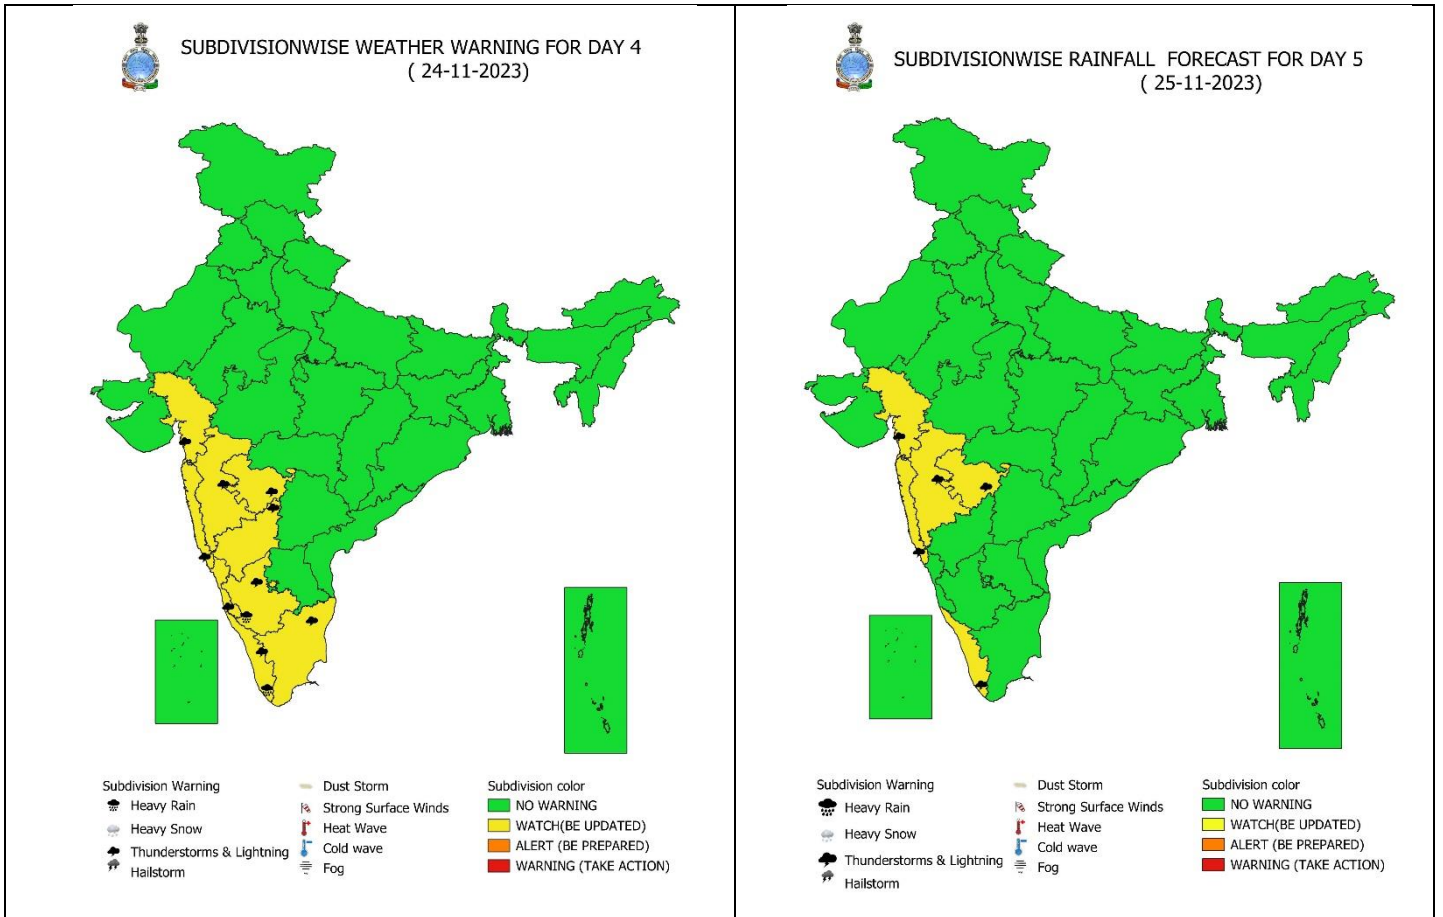 SUBDIVISIONWISE WEATHER WARNING FOR DAY 4
( 24-11-2023)
Subdivision Warning
Heavy Rain
Heavy Snow
Thunderstorms & Lightning
Hailstorm
Dust Storm
Strong Surface Winds
Heat Wave
Cold wave
Fog
Subdivision color
NO WARNING
WATCH(BE UPDATED)
ALERT (BE PREPARED)
WARNING (TAKE ACTION)
SUBDIVISIONWISE RAINFALL FORECAST FOR DAY 5
( 25-11-2023)
Subdivision Warning
Heavy Rain
Heavy Snow
Thunderstorms & Lightning
Hailstorm
Dust Storm
Strong Surface Winds
Heat Wave
Cold wave
Fog
Subdivision color
NO WARNING
WATCH(BE UPDATED)
ALERT (BE PREPARED)
WARNING (TAKE ACTION)